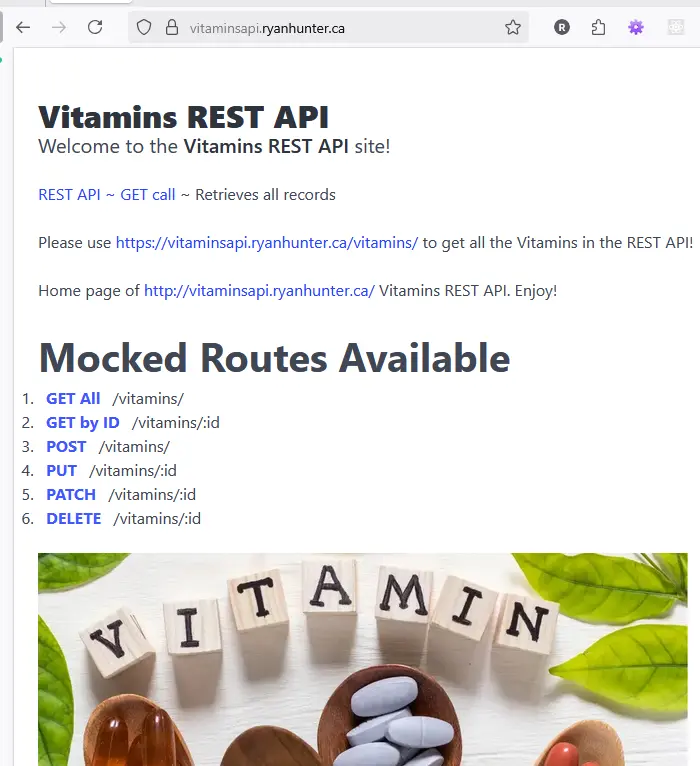 vitaminsapi.ryanhunter.ca
R
Vitamins REST API
Welcome to the Vitamins REST API site!
REST API ~ GET call ~ Retrieves all records
Please use https://vitaminsapi.ryanhunter.ca/vitamins/ to get all the Vitamins in the REST API!
Home page of http://vitaminsapi.ryanhunter.ca/ Vitamins REST API. Enjoy!
Mocked Routes Available
1. GET All /vitamins/
2. GET by ID /vitamins/:id
3. POST /vitamins/
4. PUT /vitamins/:id
5. PATCH /vitamins/:id
6. DELETE /vitamins/:id
VITAMIN